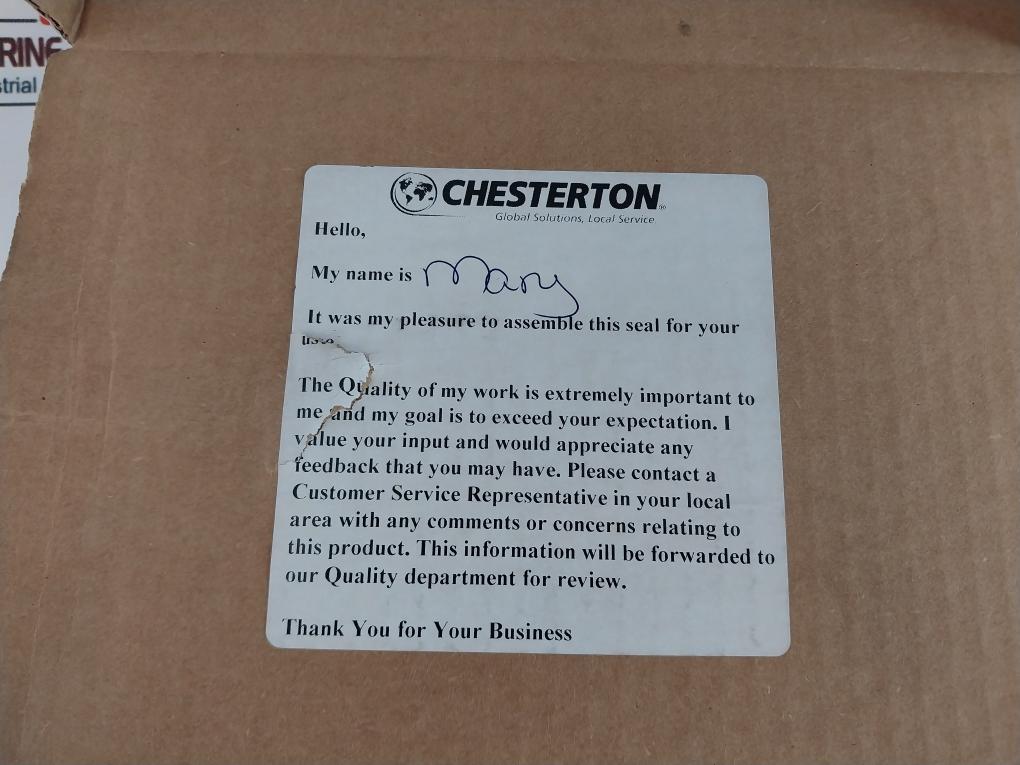 RINE
strial
CHESTERTON®
Global Solutions, Local Service
Hello,
My name is Mary
It was my pleasure to assemble this seal for your
The Quality of my work is extremely important to
me and my goal is to exceed your expectation. I
value your input and would appreciate any
feedback that you may have. Please contact a
Customer Service Representative in your local
area with any comments or concerns relating to
this product. This information will be forwarded to
our Quality department for review.
Thank You for Your Business